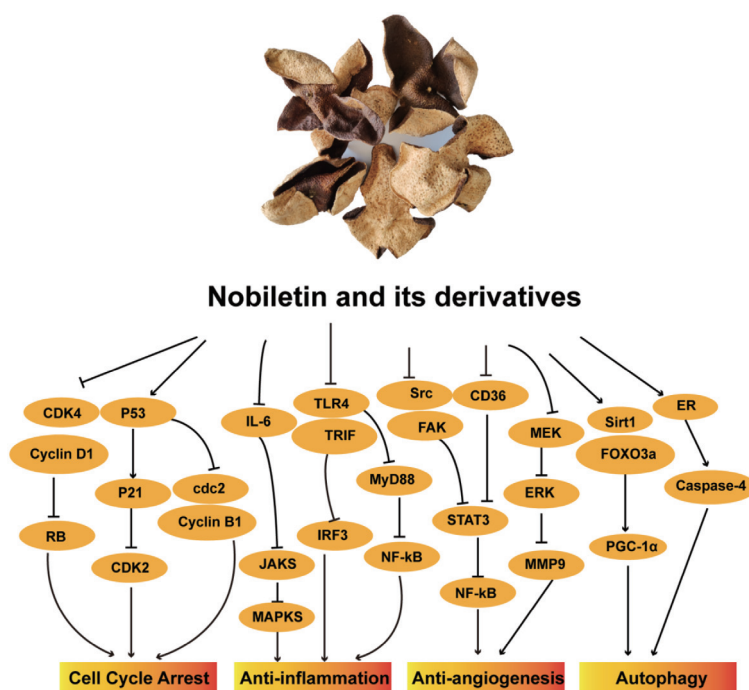 Nobiletin and its derivatives
CDK4
P53
IL-6
TLR4
TRIF
Src
CD36
FAK
MEK
Sirt1
FOXO3a
ER
Cyclin D1
P21
cdc2
Cyclin B1
MyD88
ERK
Caspase-4
RB
CDK2
JAKS
IRF3
NF-kB
STAT3
MMP9
PGC-1α
MAPKS
NF-kB
Cell Cycle Arrest
Anti-inflammation
Anti-angiogenesis
Autophagy